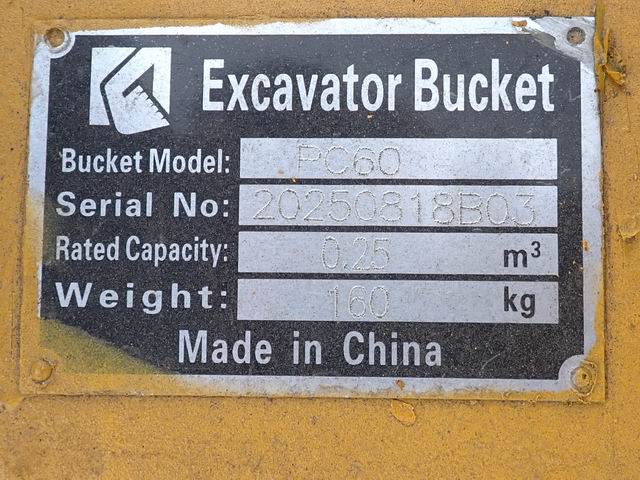 Excavator Bucket
Bucket Model: PC60
Serial No: 20250818B03
Rated Capacity: 0.25 m³
Weight: 160 kg
Made in China